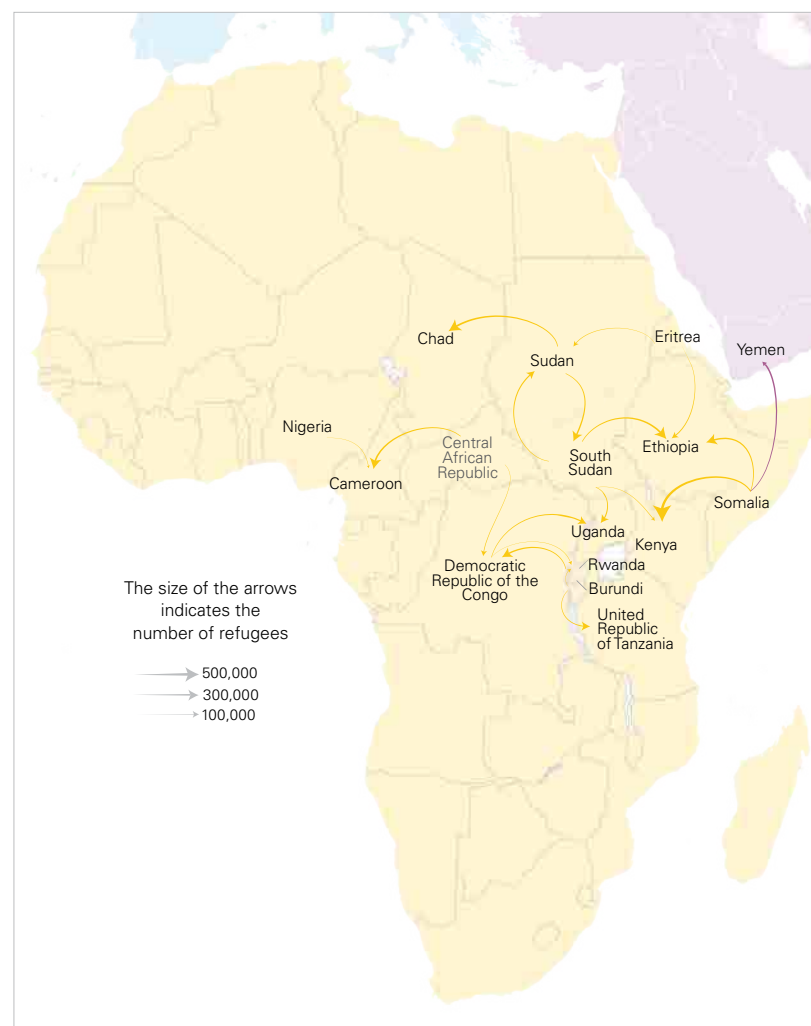 Chad
Eritrea
Yemen
Sudan
Nigeria
Central
African
Republic
South
Sudan
Ethiopia
Cameroon
Somalia
Uganda
Kenya
Democratic
Republic of the
Congo
Rwanda
Burundi
United
Republic
of Tanzania
The size of the arrows
indicates the
number of refugees
500,000
300,000
100,000